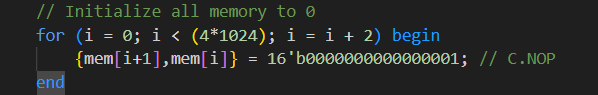 // Initialize all memory to 0
for (i = 0; i < (4*1024); i = i + 2) begin
{mem[i+1],mem[i]} = 16'b0000000000000001; // C.NOP
end